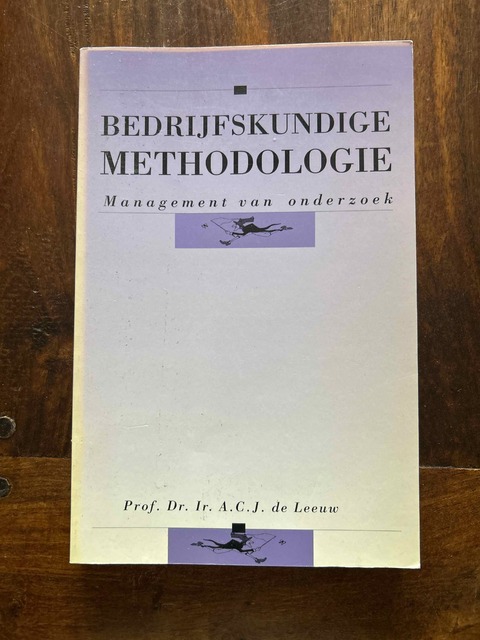 BEDRIJFSKUNDIGE
METHODOLOGIE
Management van onderzoek
Prof. Dr. Ir. A.C.J. de Leeuw